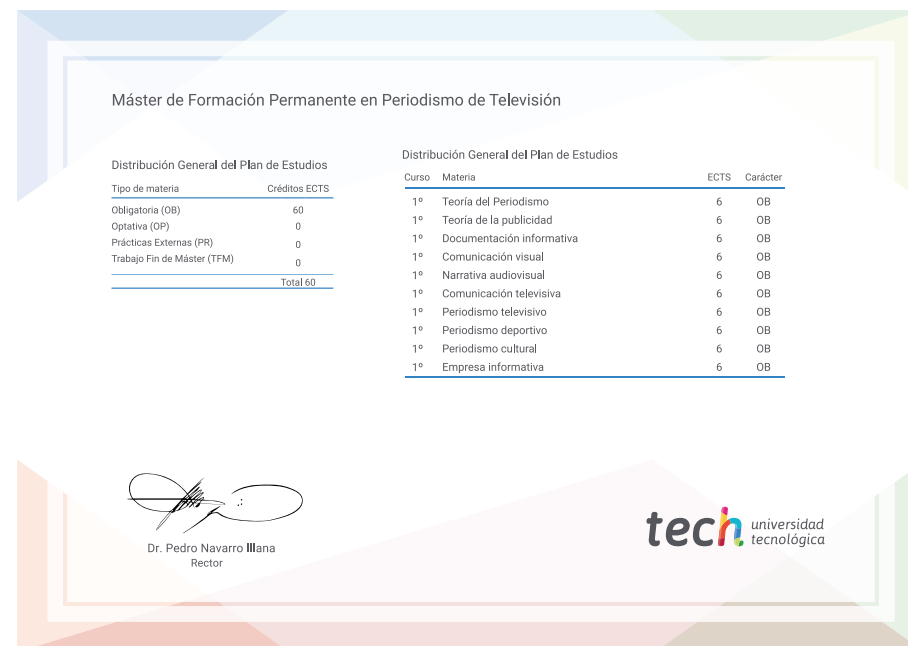 Máster de Formación Permanente en Periodismo de Televisión
Distribución General del Plan de Estudios
Tipo de materia Créditos ECTS
Obligatoria (OB) 60
Optativa (OP) 0
Prácticas Externas (PR) 0
Trabajo Fin de Máster (TFM) 0
Total 60
Distribución General del Plan de Estudios
Curso Materia ECTS Carácter
1º Teoría del Periodismo 6 OB
1º Teoría de la publicidad 6 OB
1º Documentación informativa 6 OB
1º Comunicación visual 6 OB
1º Narrativa audiovisual 6 OB
1º Comunicación televisiva 6 OB
1º Periodismo televisivo 6 OB
1º Periodismo deportivo 6 OB
1º Periodismo cultural 6 OB
1º Empresa informativa 6 OB
Dr. Pedro Navarro Illana
Rector
tech universidad
tecnológica